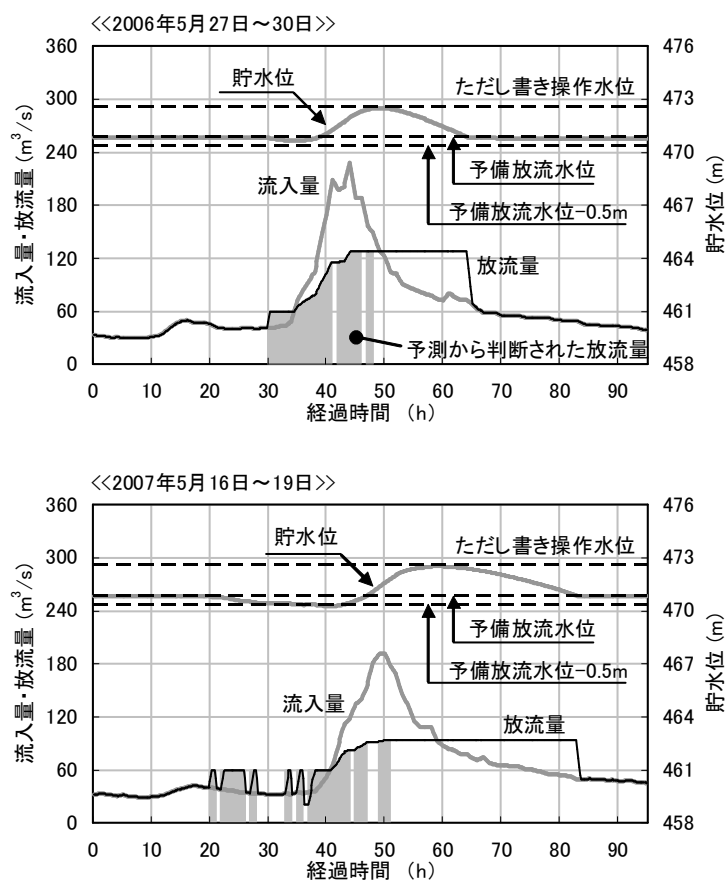 <<2006年5月27日～30日>>
流入量・放流量 (m³/s)
360
300
240
180
120
60
0
476
473
470
467
464
461
458
貯水位 (m)
貯水位
ただし書き操作水位
予備放流水位
予備放流水位-0.5m
流入量
放流量
予測から判断された放流量
0 10 20 30 40 50 60 70 80 90
経過時間 (h)
<<2007年5月16日～19日>>
流入量・放流量 (m³/s)
360
300
240
180
120
60
0
476
473
470
467
464
461
458
貯水位 (m)
貯水位
ただし書き操作水位
予備放流水位
予備放流水位-0.5m
流入量
放流量
0 10 20 30 40 50 60 70 80 90
経過時間 (h)